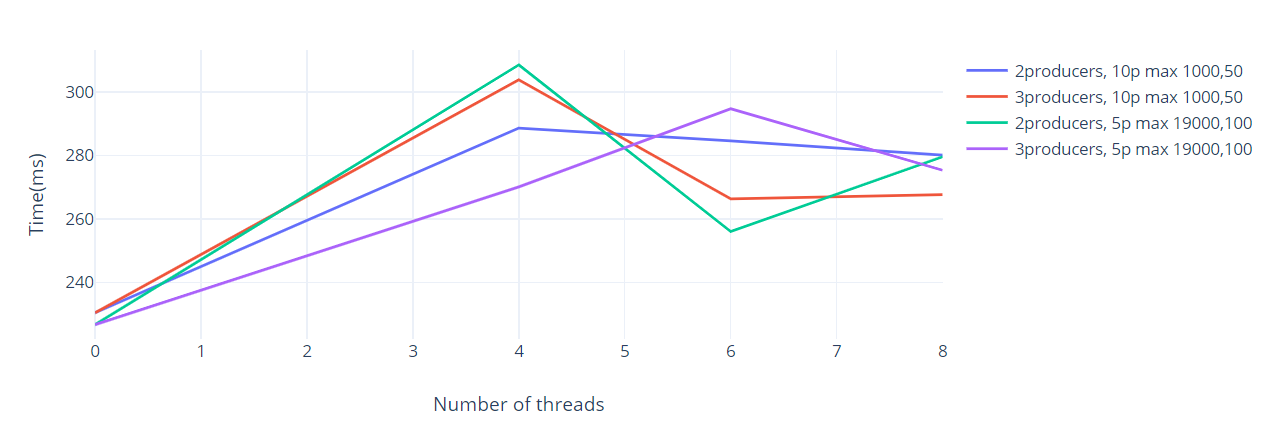 2producers, 10p max 1000,50
3producers, 10p max 1000,50
2producers, 5p max 19000,100
3producers, 5p max 19000,100
Time(ms)
300
280
260
240
0 1 2 3 4 5 6 7 8
Number of threads